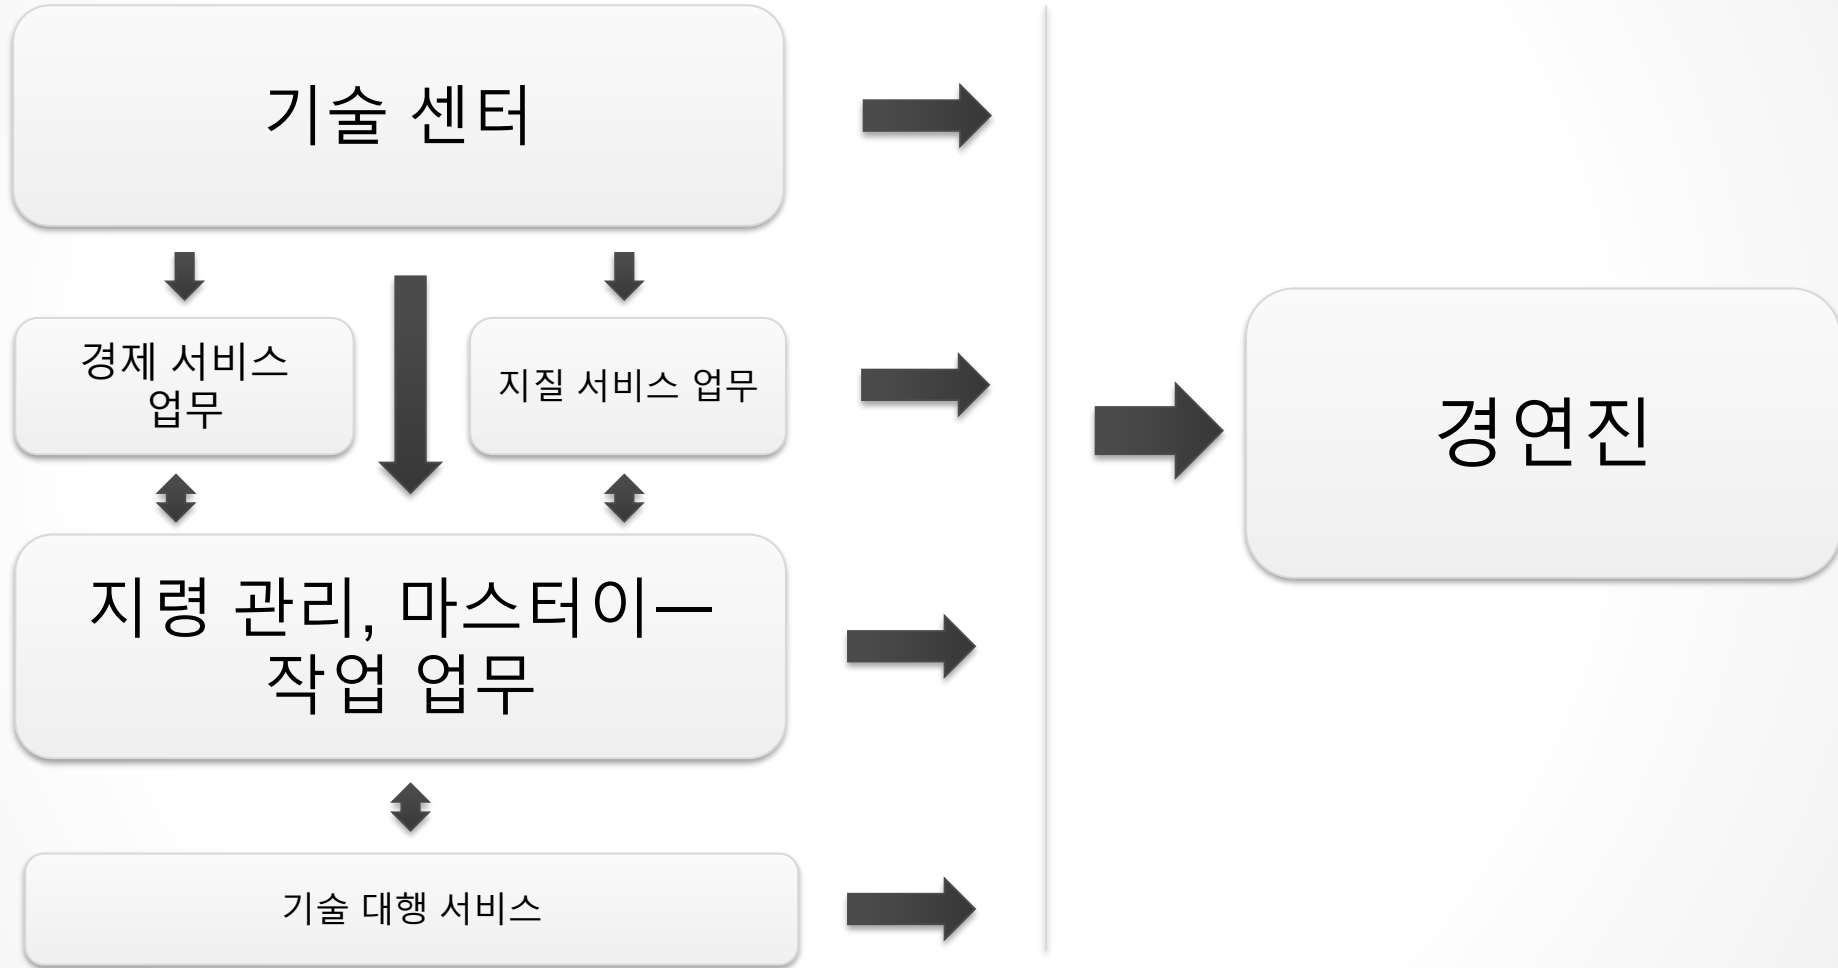 기술 센터
경제 서비스
업무
지질 서비스 업무
지령 관리, 마스터이—
작업 업무
기술 대행 서비스
경연진